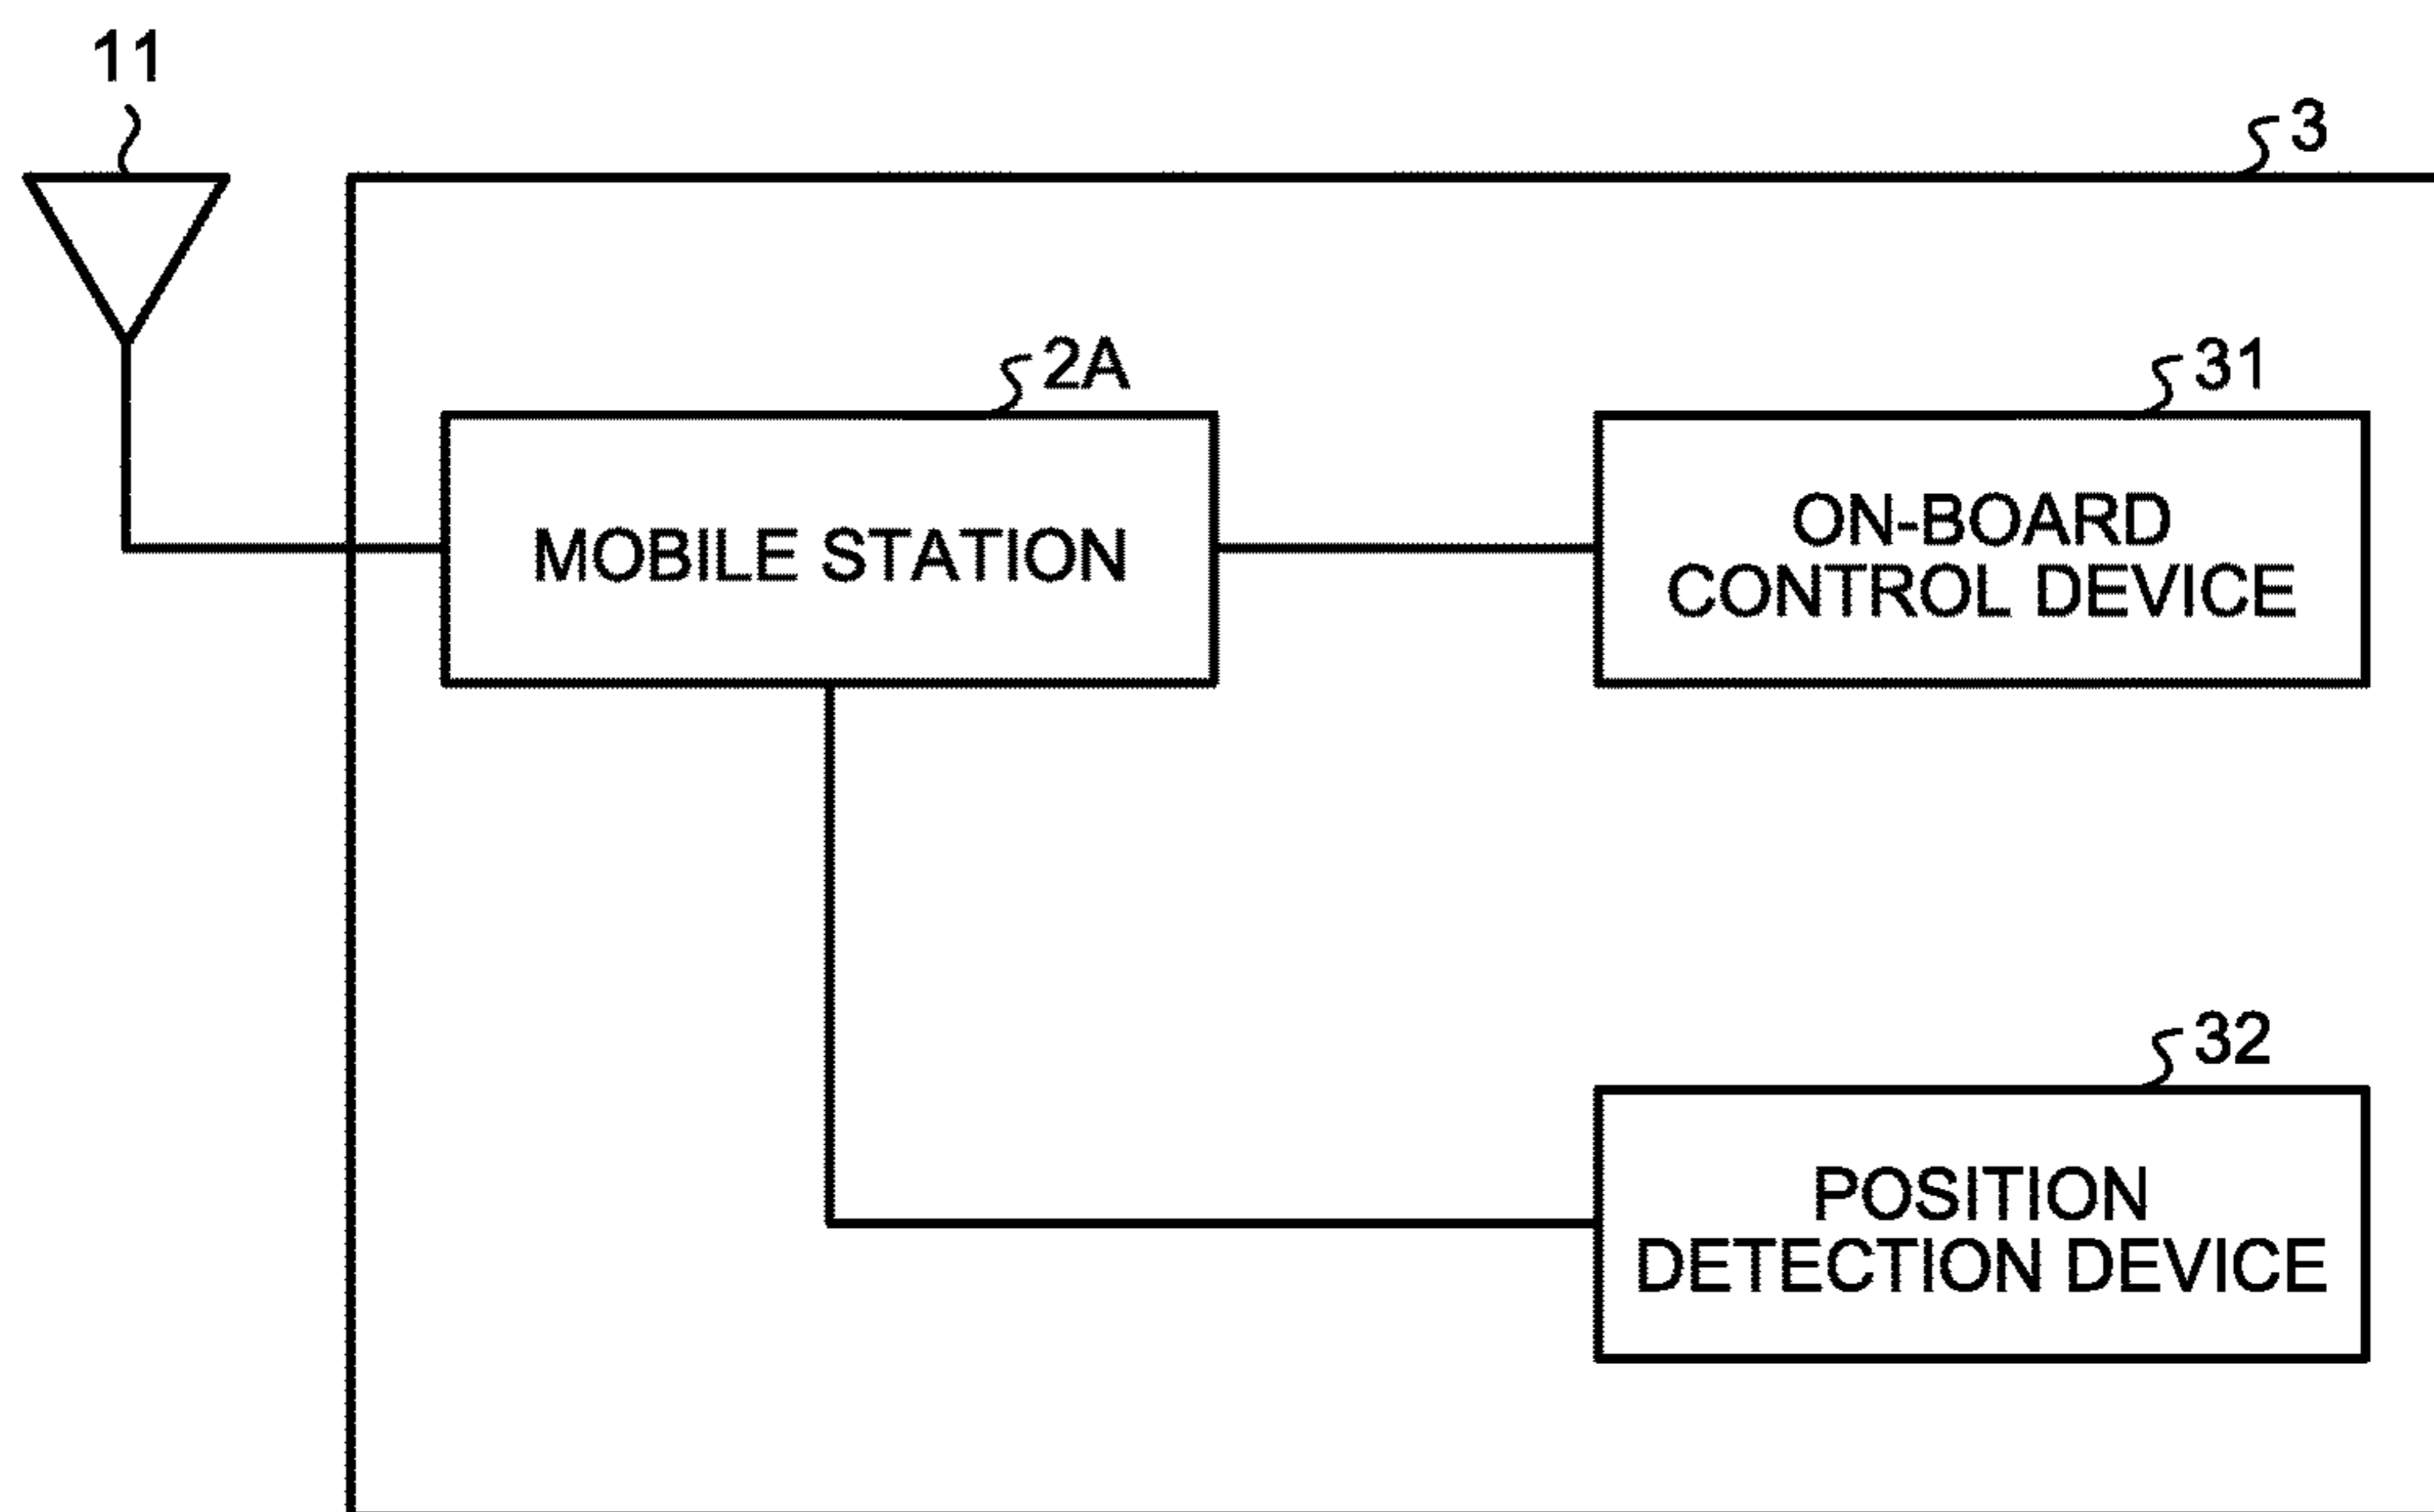 11
3
2A
31
MOBILE STATION
ON-BOARD
CONTROL DEVICE
32
POSITION
DETECTION DEVICE